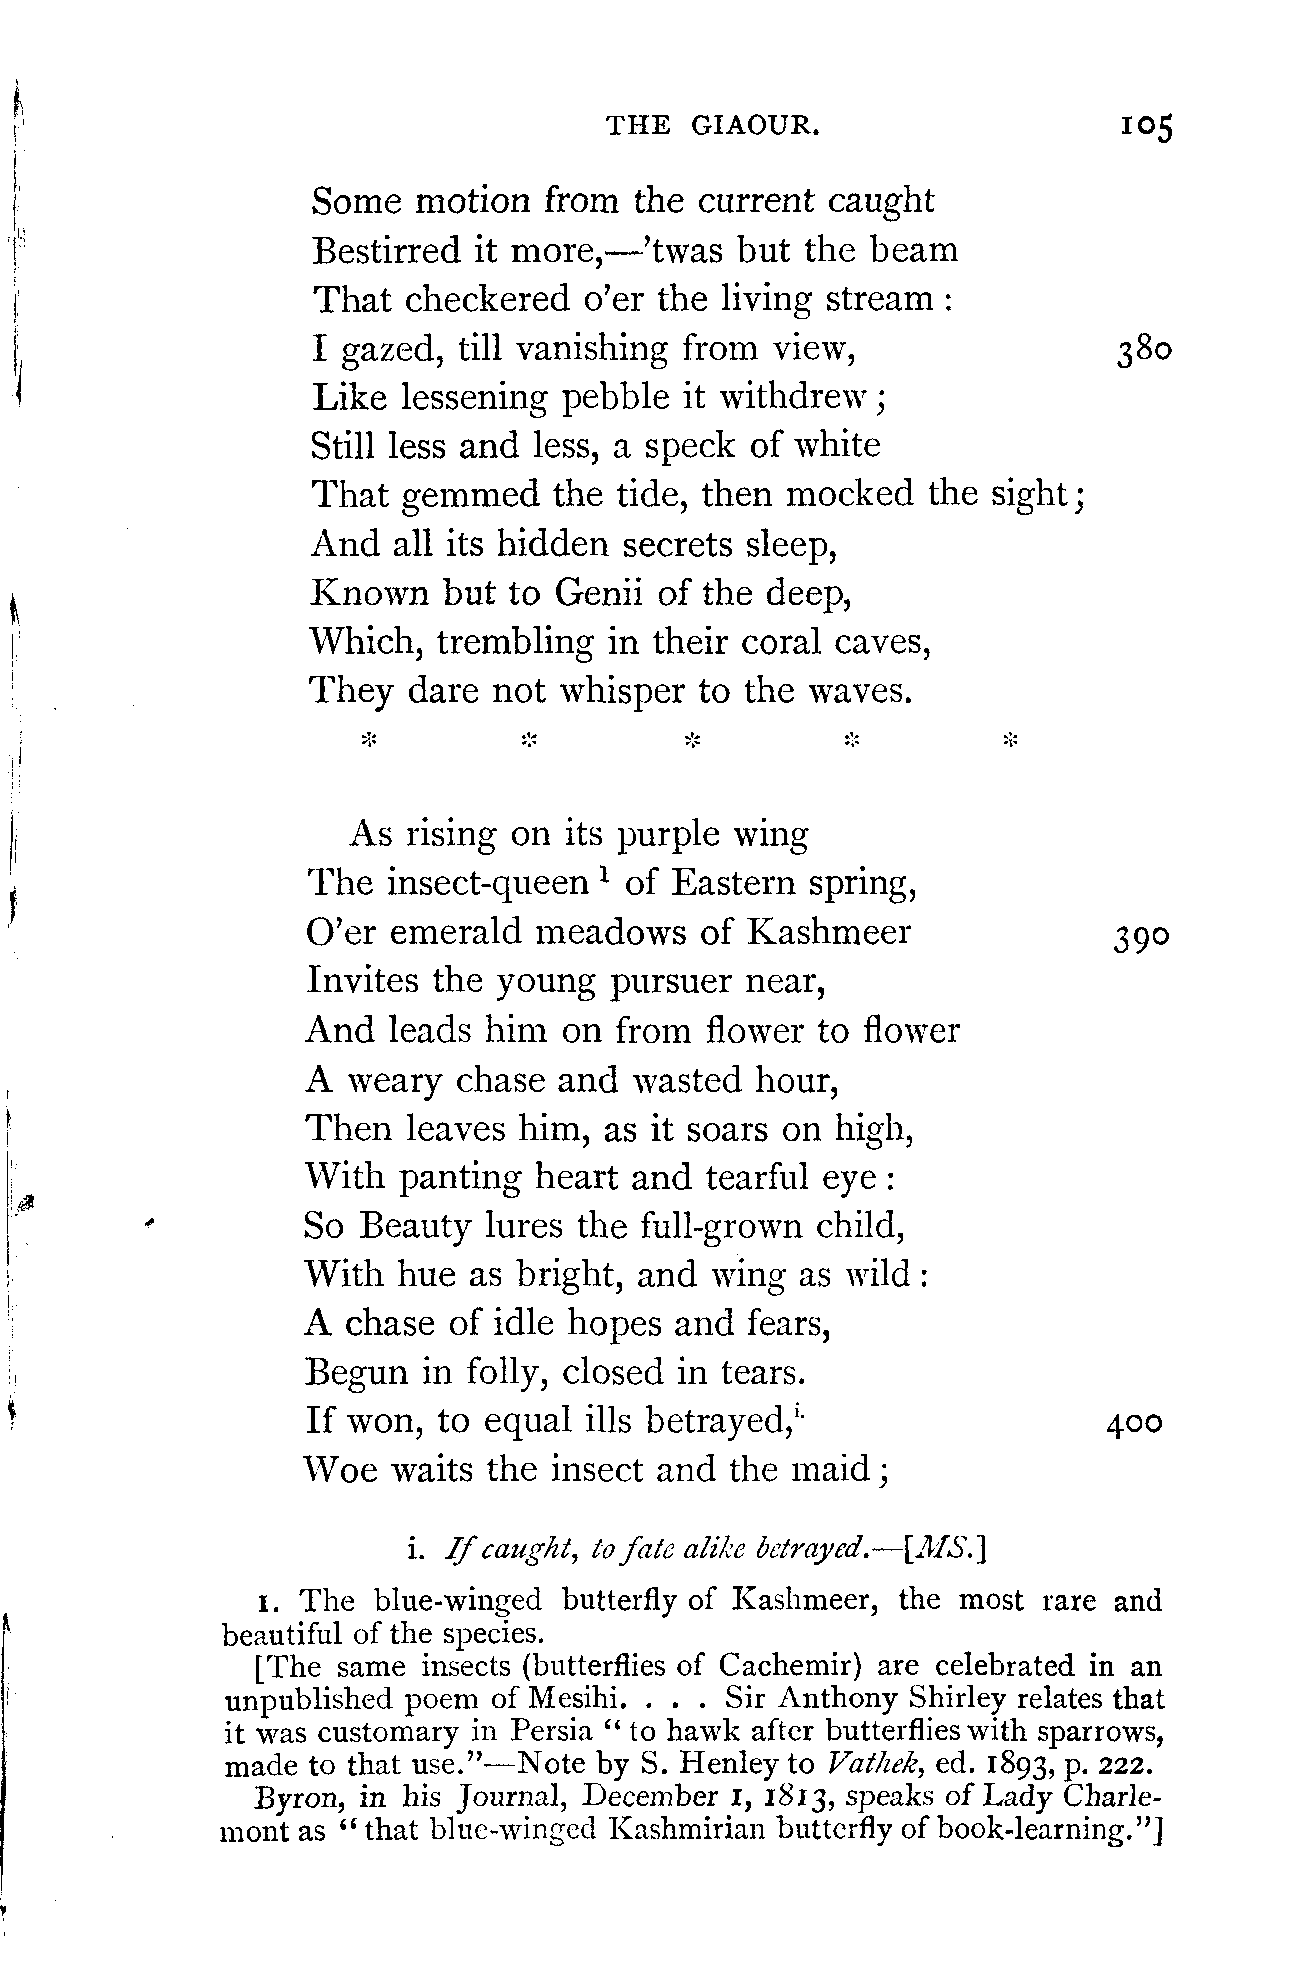 THE GIAOUR. 105
Some motion from the current caught
Bestirred it more,—'twas but the beam
That checkered o'er the living stream :
I gazed, till vanishing from view, 380
Like lessening pebble it withdrew ;
Still less and less, a speck of white
That gemmed the tide, then mocked the sight ;
And all its hidden secrets sleep,
Known but to Genii of the deep,
Which, trembling in their coral caves,
They dare not whisper to the waves.
* * * * *
As rising on its purple wing
The insect-queen ¹ of Eastern spring,
O'er emerald meadows of Kashmeer 390
Invites the young pursuer near,
And leads him on from flower to flower
A weary chase and wasted hour,
Then leaves him, as it soars on high,
With panting heart and tearful eye :
So Beauty lures the full-grown child,
With hue as bright, and wing as wild :
A chase of idle hopes and fears,
Begun in folly, closed in tears.
If won, to equal ills betrayed,i. 400
Woe waits the insect and the maid ;
i. If caught, to fate alike betrayed.—[MS.]
1. The blue-winged butterfly of Kashmeer, the most rare and
beautiful of the species.
[The same insects (butterflies of Cachemir) are celebrated in an
unpublished poem of Mesihi. . . . Sir Anthony Shirley relates that
it was customary in Persia "to hawk after butterflies with sparrows,
made to that use."—Note by S. Henley to Vathek, ed. 1893, p. 222.
Byron, in his Journal, December 1, 1813, speaks of Lady Charle-
mont as "that blue-winged Kashmirian butterfly of book-learning."]